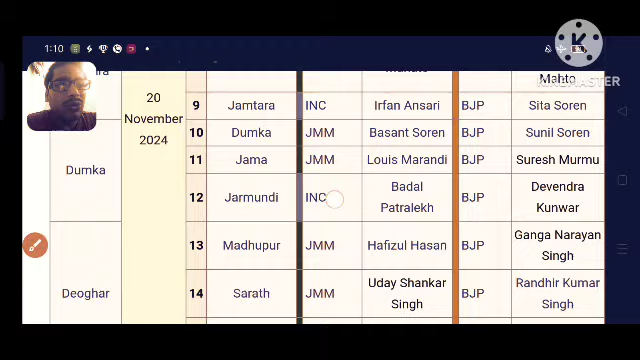 1:10
KINEMASTER
Mahto
20 November 2024
9 Jamtara INC Irfan Ansari BJP Sita Soren
Dumka
10 Dumka JMM Basant Soren BJP Sunil Soren
11 Jama JMM Louis Marandi BJP Suresh Murmu
12 Jarmundi INC Badal Patralekh BJP Devendra Kunwar
Deoghar
13 Madhupur JMM Hafizul Hasan BJP Ganga Narayan Singh
14 Sarath JMM Uday Shankar Singh BJP Randhir Kumar Singh